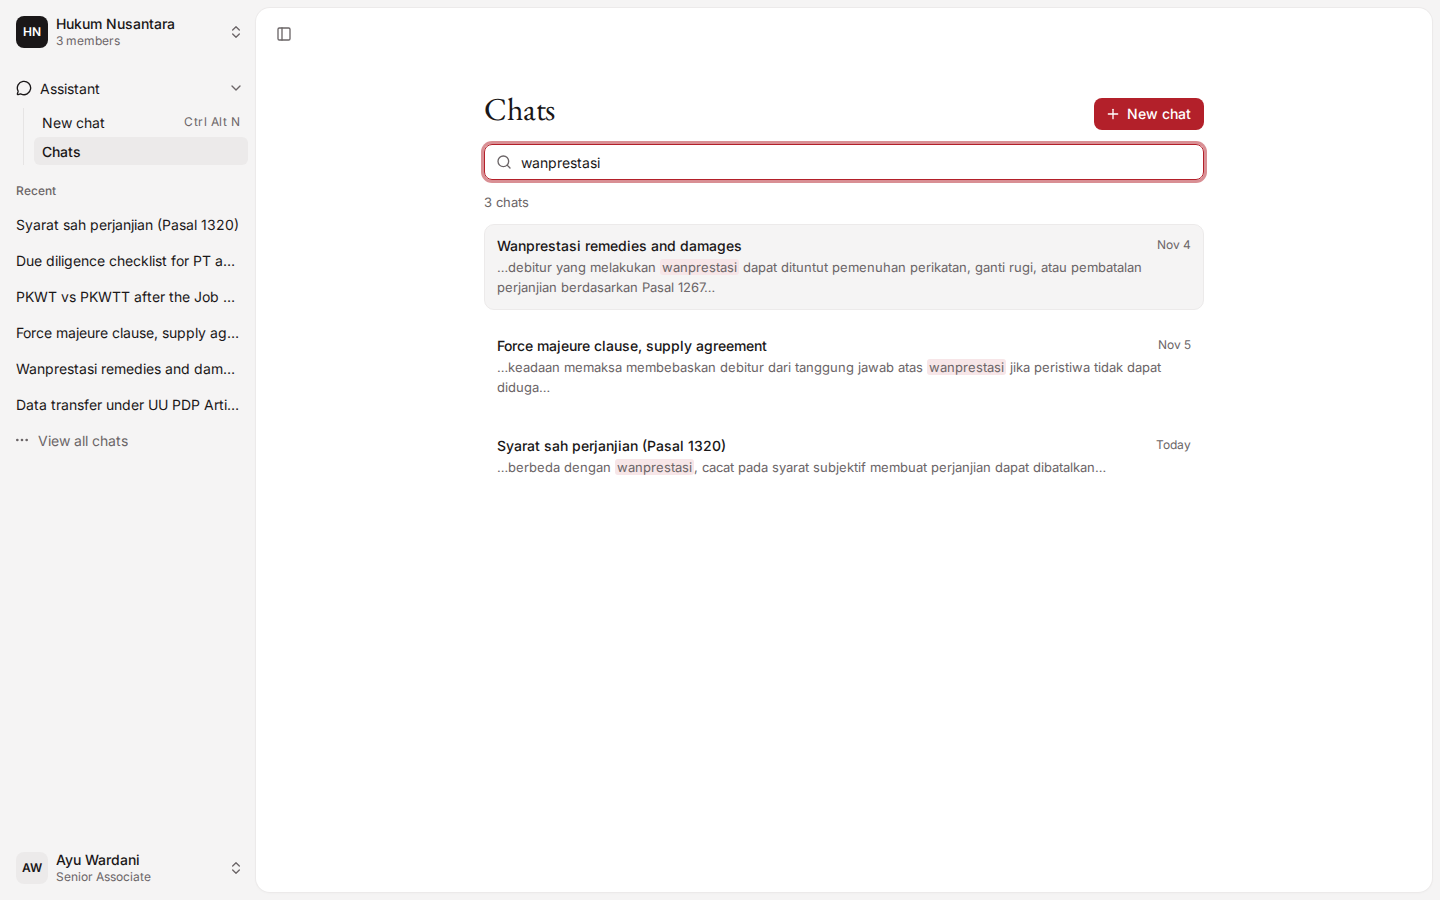 HN
Hukum Nusantara
3 members
Assistant
New chat
Ctrl Alt N
Chats
Recent
Syarat sah perjanjian (Pasal 1320)
Due diligence checklist for PT a...
PKWT vs PKWTT after the Job ...
Force majeure clause, supply ag...
Wanprestasi remedies and dam...
Data transfer under UU PDP Arti...
View all chats
AW
Ayu Wardani
Senior Associate
Chats
New chat
wanprestasi
3 chats
Wanprestasi remedies and damages
Nov 4
...debitur yang melakukan wanprestasi dapat dituntut pemenuhan perikatan, ganti rugi, atau pembatalan
perjanjian berdasarkan Pasal 1267...
Force majeure clause, supply agreement
Nov 5
...keadaan memaksa membebaskan debitur dari tanggung jawab atas wanprestasi jika peristiwa tidak dapat
diduga...
Syarat sah perjanjian (Pasal 1320)
Today
...berbeda dengan wanprestasi, cacat pada syarat subjektif membuat perjanjian dapat dibatalkan...